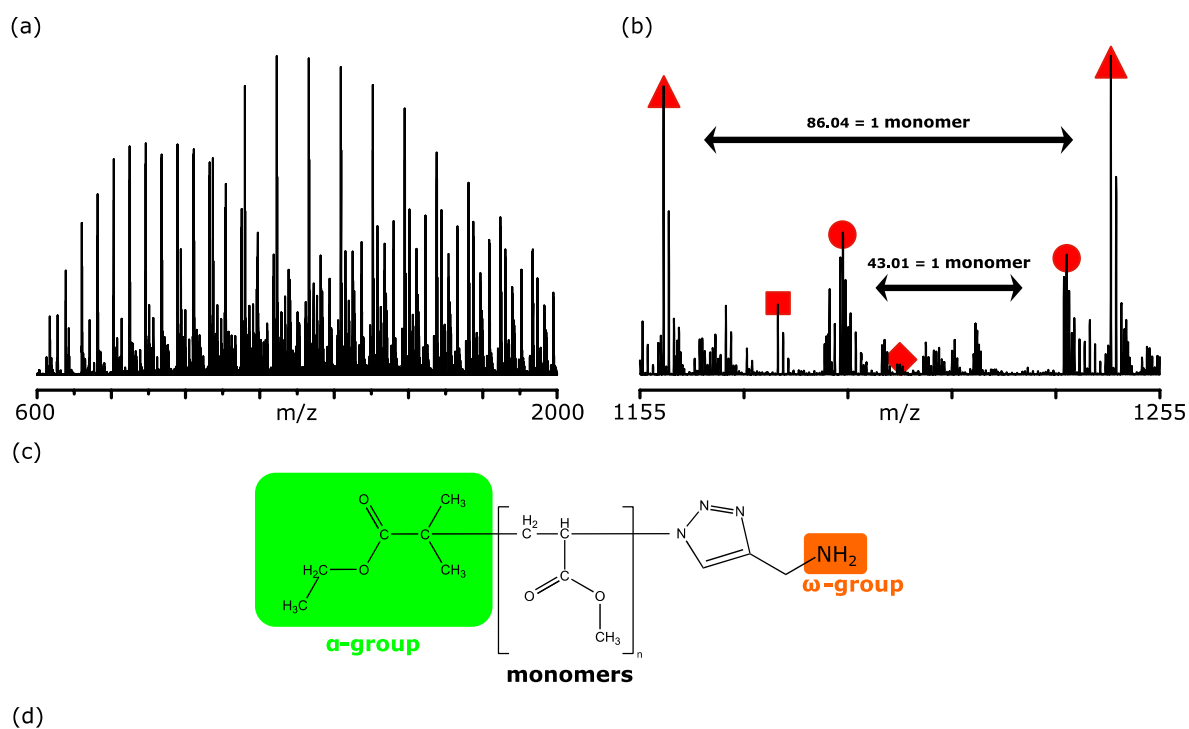 (a)
(b)
86.04 = 1 monomer
43.01 = 1 monomer
600
m/z
2000
1155
m/z
1255
(c)
O
CH₃
C
C
H₂C
O
CH₃
H₃C
α-group
H₂
C
H
C
C
O
O
CH₃
n
monomers
N
N
N
NH₂
ω-group
(d)